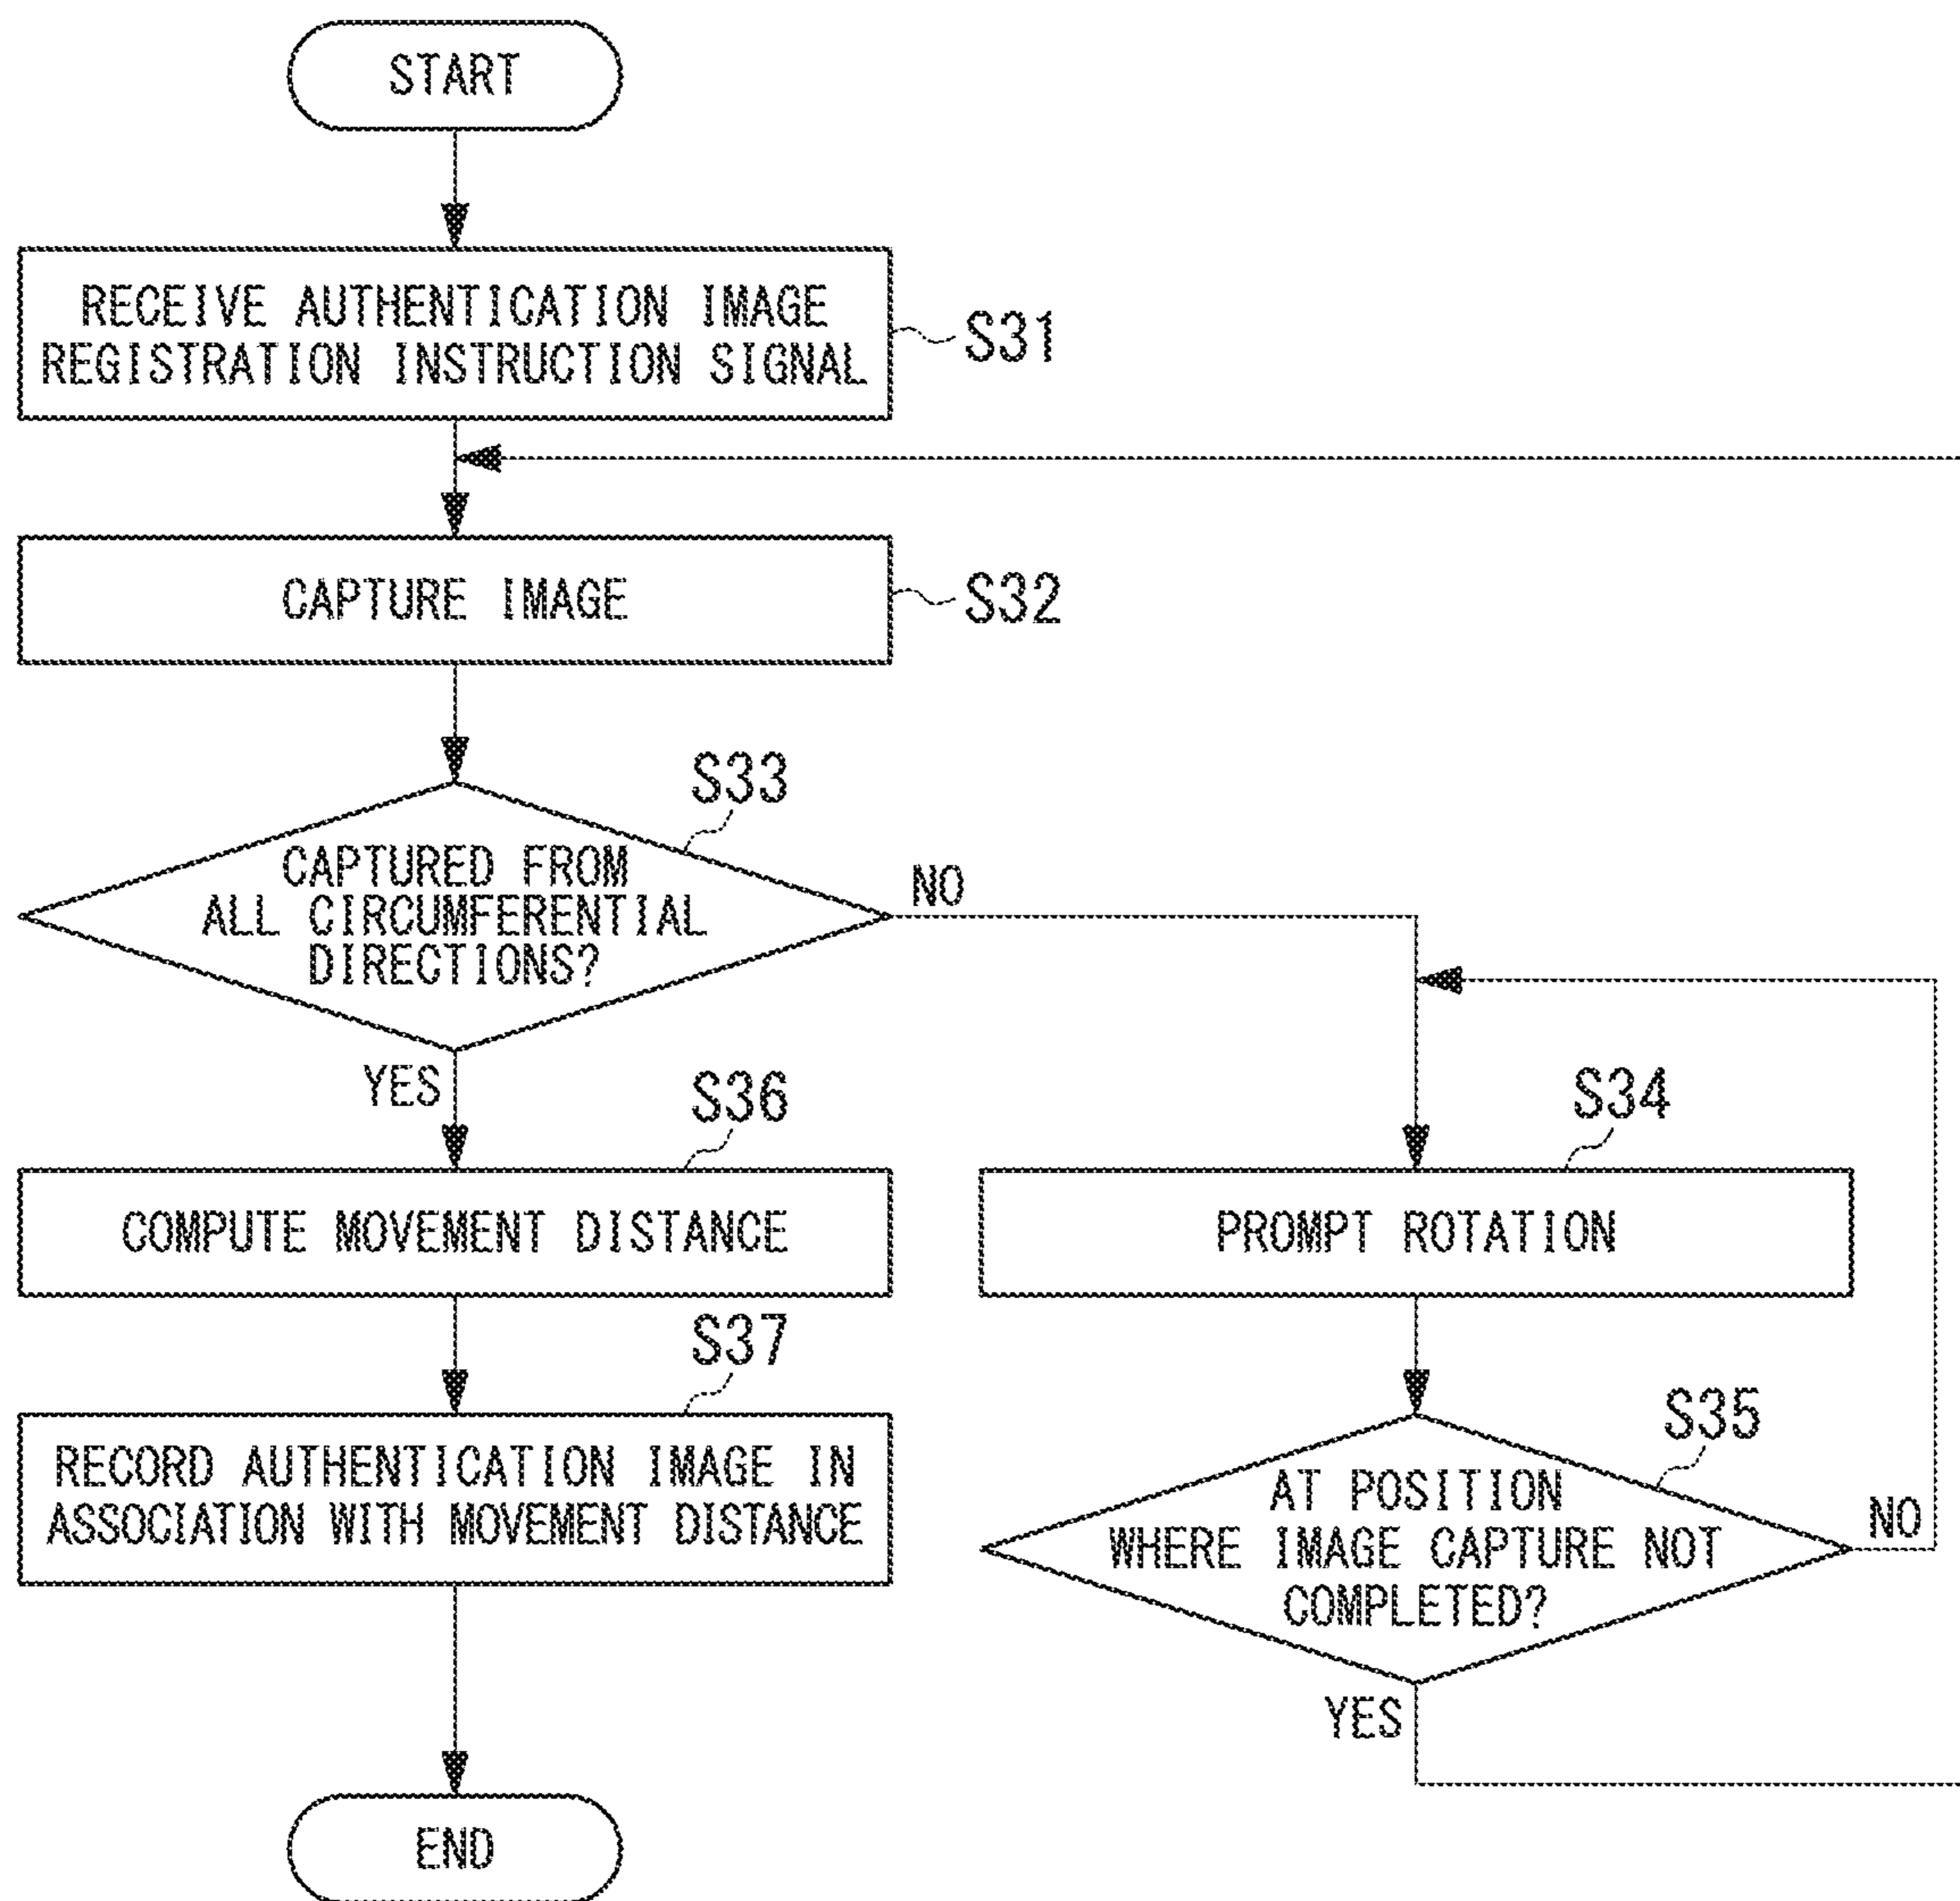 START
RECEIVE AUTHENTICATION IMAGE
REGISTRATION INSTRUCTION SIGNAL
S31
CAPTURE IMAGE
S32
S33
CAPTURED FROM
ALL CIRCUMFERENTIAL
DIRECTIONS?
NO
YES
S36
COMPUTE MOVEMENT DISTANCE
S34
PROMPT ROTATION
S37
RECORD AUTHENTICATION IMAGE IN
ASSOCIATION WITH MOVEMENT DISTANCE
S35
AT POSITION
WHERE IMAGE CAPTURE NOT
COMPLETED?
NO
YES
END